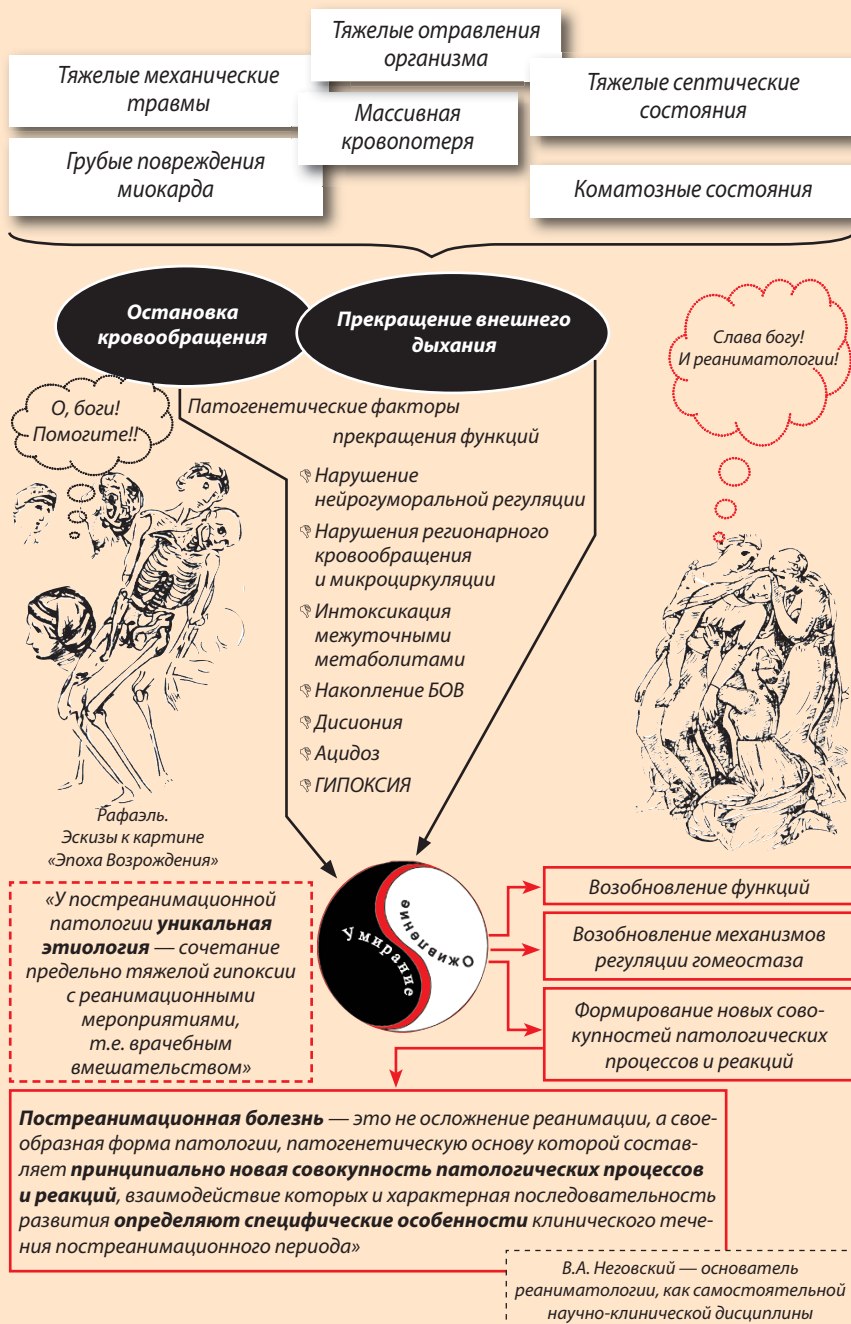 Тяжелые отравления
организма
Тяжелые механические
травмы
Тяжелые септические
состояния
Массивная
кровопотеря
Грубые повреждения
миокарда
Коматозные состояния
Остановка
кровообращения
Прекращение внешнего
дыхания
Слава богу!
И реаниматологии!
О, боги!
Помогите!!
Патогенетические факторы
прекращения функций
Нарушение
нейрогуморальной регуляции
Нарушения регионарного
кровообращения
и микроциркуляции
Интоксикация
межуточными
метаболитами
Накопление БОВ
Дисиония
Ацидоз
ГИПОКСИЯ
Рафаэль.
Эскизы к картине
«Эпоха Возрождения»
«У постреанимационной
патологии уникальная
этиология — сочетание
предельно тяжелой гипоксии
с реанимационными
мероприятиями,
т.е. врачебным
вмешательством»
Умирание
Оживление
Возобновление функций
Возобновление механизмов
регуляции гомеостаза
Формирование новых сово-
купностей патологических
процессов и реакций
Постреанимационная болезнь — это не осложнение реанимации, а свое-
образная форма патологии, патогенетическую основу которой состав-
ляет принципиально новая совокупность патологических процессов
и реакций, взаимодействие которых и характерная последовательность
развития определяют специфические особенности клинического тече-
ния постреанимационного периода»
В.А. Неговский — основатель
реаниматологии, как самостоятельной
научно-клинической дисциплины